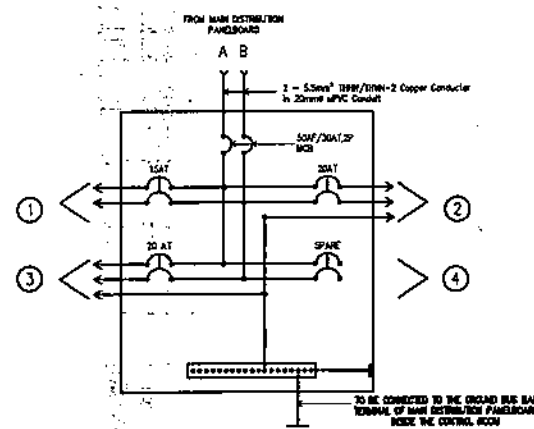 FROM MAIN DISTRIBUTION
PANELBOARD
A B
2 - 5.5mm² THHN/THWN-2 Copper Conductor
in 20mmø uPVC Conduit
50AF/30AT,2P
MCB
15AT
20AT
1
2
20 AT
SPARE
3
4
TO BE CONNECTED TO THE GROUND BUS BAR
TERMINAL OF MAIN DISTRIBUTION PANELBOARD
INSIDE THE CONTROL ROOM